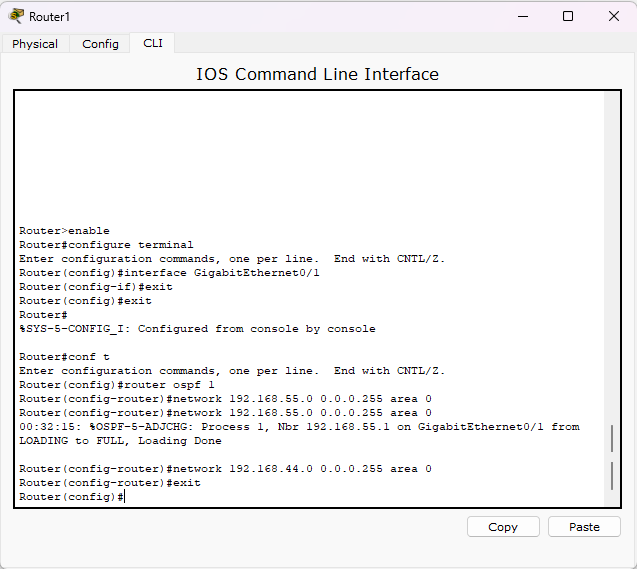 Router1
Physical Config CLI
IOS Command Line Interface
Router>enable
Router#configure terminal
Enter configuration commands, one per line.  End with CNTL/Z.
Router(config)#interface GigabitEthernet0/1
Router(config-if)#exit
Router(config)#exit
Router#
%SYS-5-CONFIG_I: Configured from console by console
Router#conf t
Enter configuration commands, one per line.  End with CNTL/Z.
Router(config)#router ospf 1
Router(config-router)#network 192.168.55.0 0.0.0.255 area 0
Router(config-router)#network 192.168.55.0 0.0.0.255 area 0
00:32:15: %OSPF-5-ADJCHG: Process 1, Nbr 192.168.55.1 on GigabitEthernet0/1 from
LOADING to FULL, Loading Done
Router(config-router)#network 192.168.44.0 0.0.0.255 area 0
Router(config-router)#exit
Router(config)#
Copy Paste